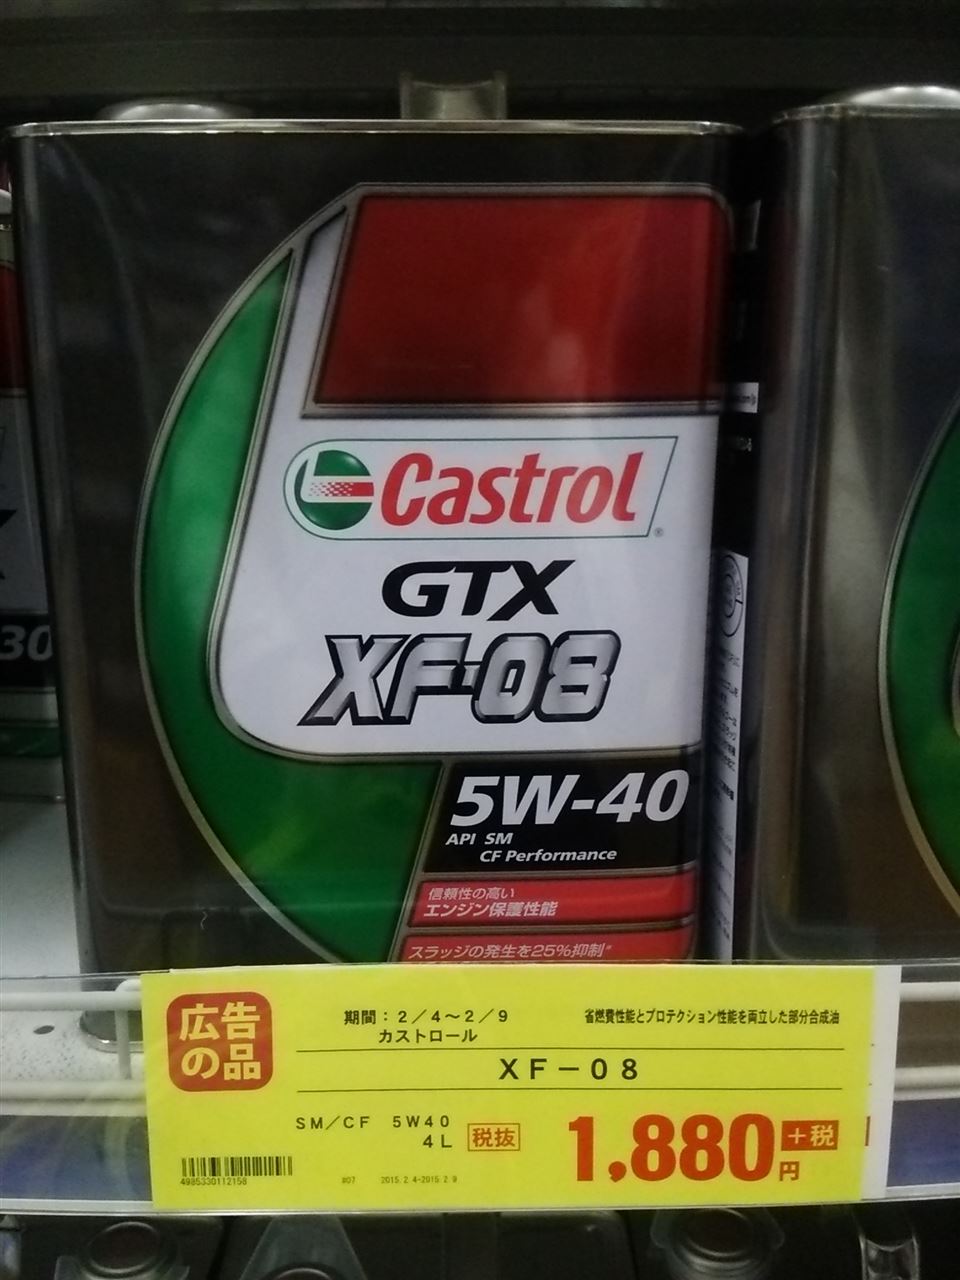 Castrol
GTX
XF-08
5W-40
API SM
CF Performance
信頼性の高い
エンジン保護性能
スラッジの発生を25%抑制*
30
広告
の品
期間：2／4～2／9
カストロール
省燃費性能とプロテクション性能を両立した部分合成油
XF－08
SM／CF 5W40
4L
税抜
1,880円
+税
4985330112158
#07 2015.2.4-2015.2.9